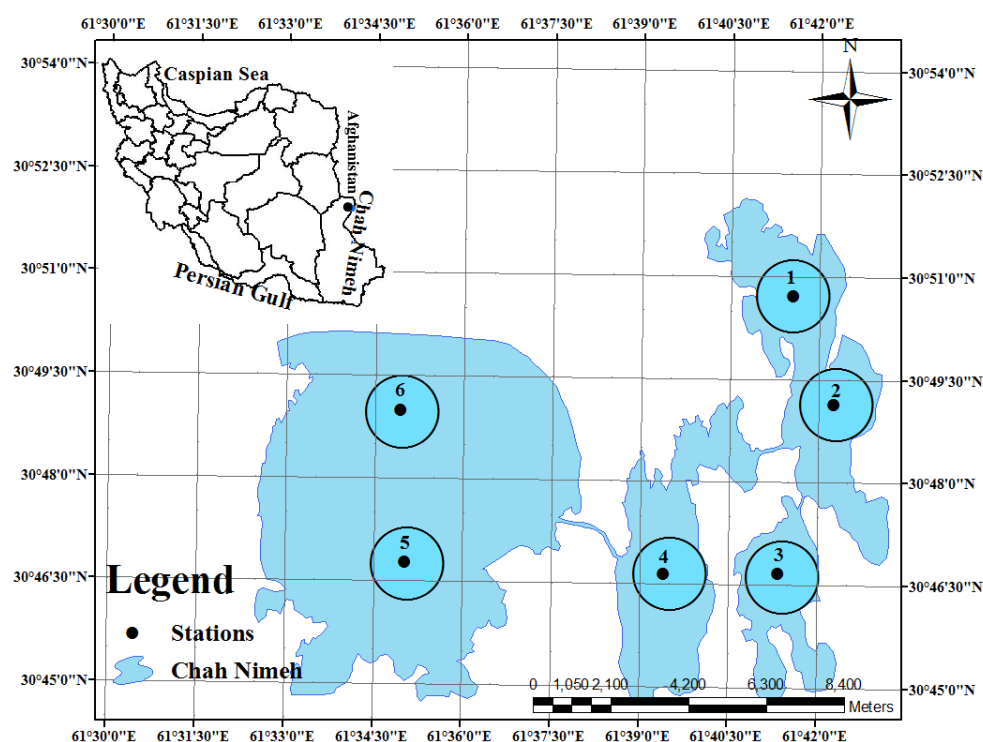 61°30'0"E 61°31'30"E 61°33'0"E 61°34'30"E 61°36'0"E 61°37'30"E 61°39'0"E 61°40'30"E 61°42'0"E
N
30°54'0"N 30°54'0"N
Caspian Sea
Afghanistan
30°52'30"N 30°52'30"N
Chah Nimeh
30°51'0"N 30°51'0"N
Persian Gulf
1
30°49'30"N 30°49'30"N
6
2
30°48'0"N 30°48'0"N
5
4
3
30°46'30"N 30°46'30"N
Legend
Stations
Chah Nimeh
30°45'0"N 30°45'0"N
0 1,050 2,100 4,200 6,300 8,400
Meters
61°30'0"E 61°31'30"E 61°33'0"E 61°34'30"E 61°36'0"E 61°37'30"E 61°39'0"E 61°40'30"E 61°42'0"E